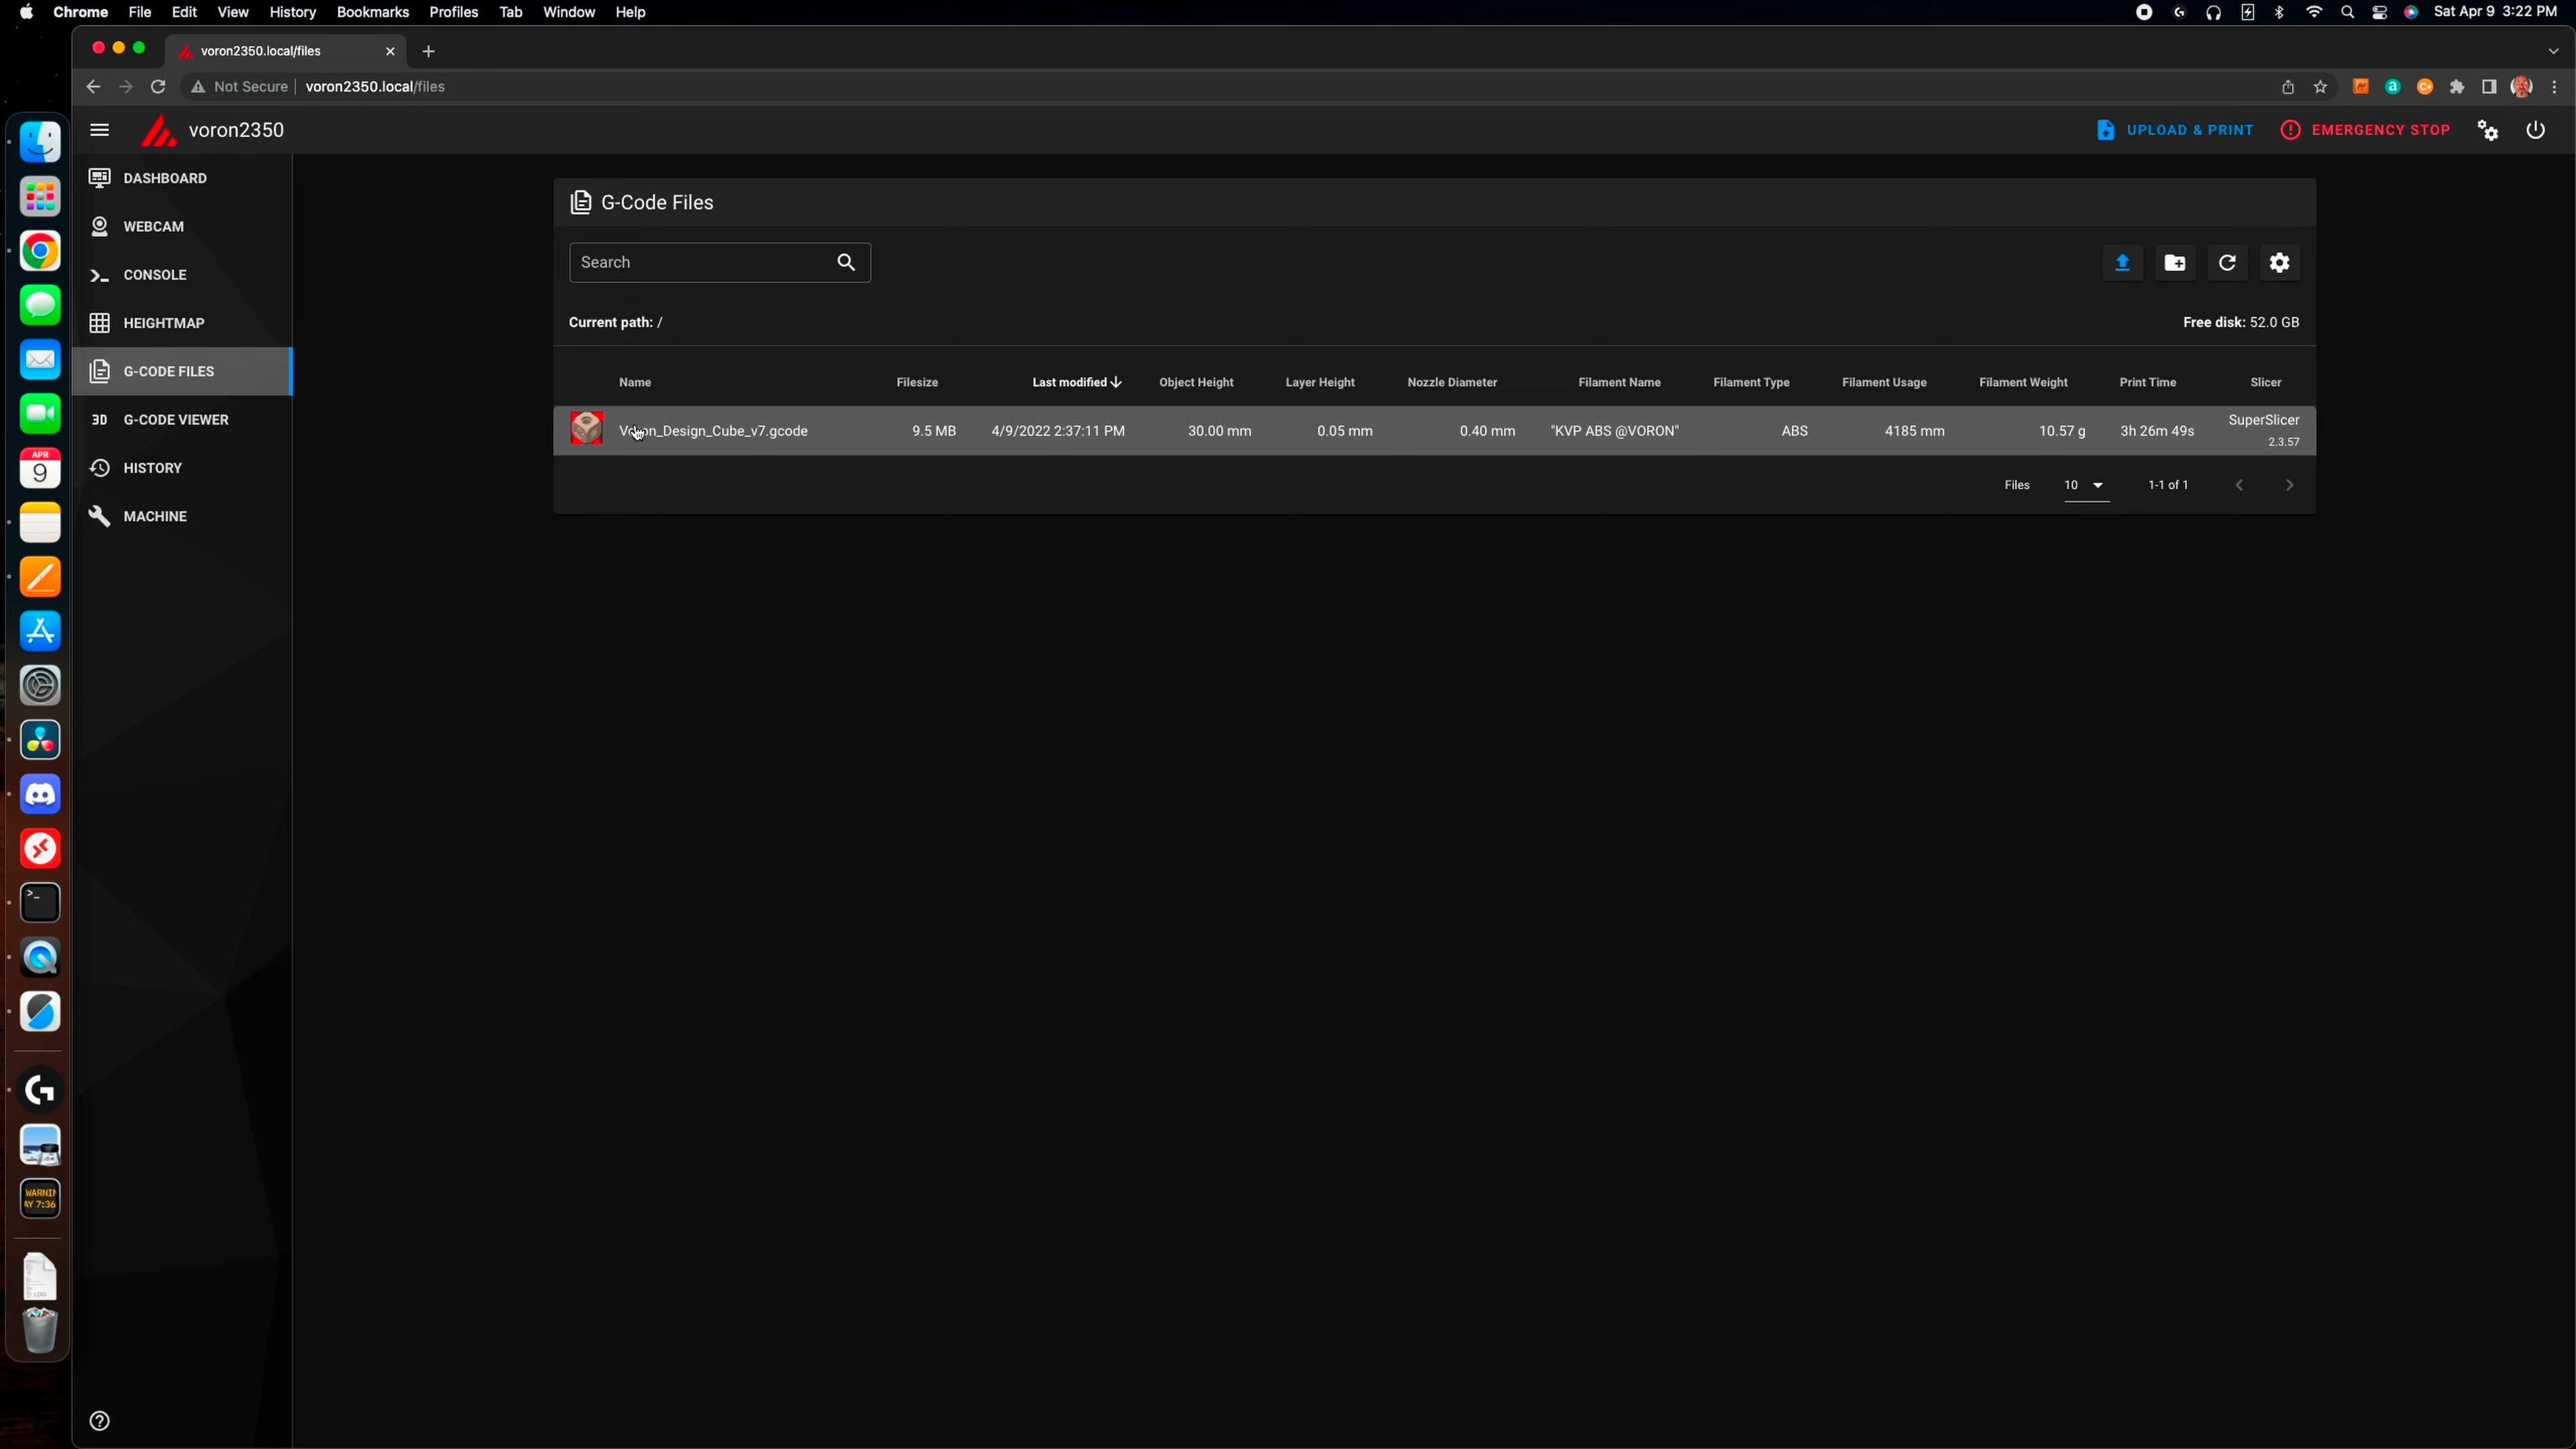 Chrome File Edit View History Bookmarks Profiles Tab Window Help
Sat Apr 9 3:22 PM
voron2350.local/files
Not Secure voron2350.local/files
voron2350
UPLOAD & PRINT
EMERGENCY STOP
DASHBOARD
WEBCAM
CONSOLE
HEIGHTMAP
G-CODE FILES
3D G-CODE VIEWER
HISTORY
MACHINE
G-Code Files
Search
Current path: /
Free disk: 52.0 GB
Name Filesize Last modified Object Height Layer Height Nozzle Diameter Filament Name Filament Type Filament Usage Filament Weight Print Time Slicer
Voron_Design_Cube_v7.gcode 9.5 MB 4/9/2022 2:37:11 PM 30.00 mm 0.05 mm 0.40 mm "KVP ABS @VORON" ABS 4185 mm 10.57 g 3h 26m 49s SuperSlicer
2.3.57
Files 10 1-1 of 1
APR
9
WARNIN
AY 7:36
LOG